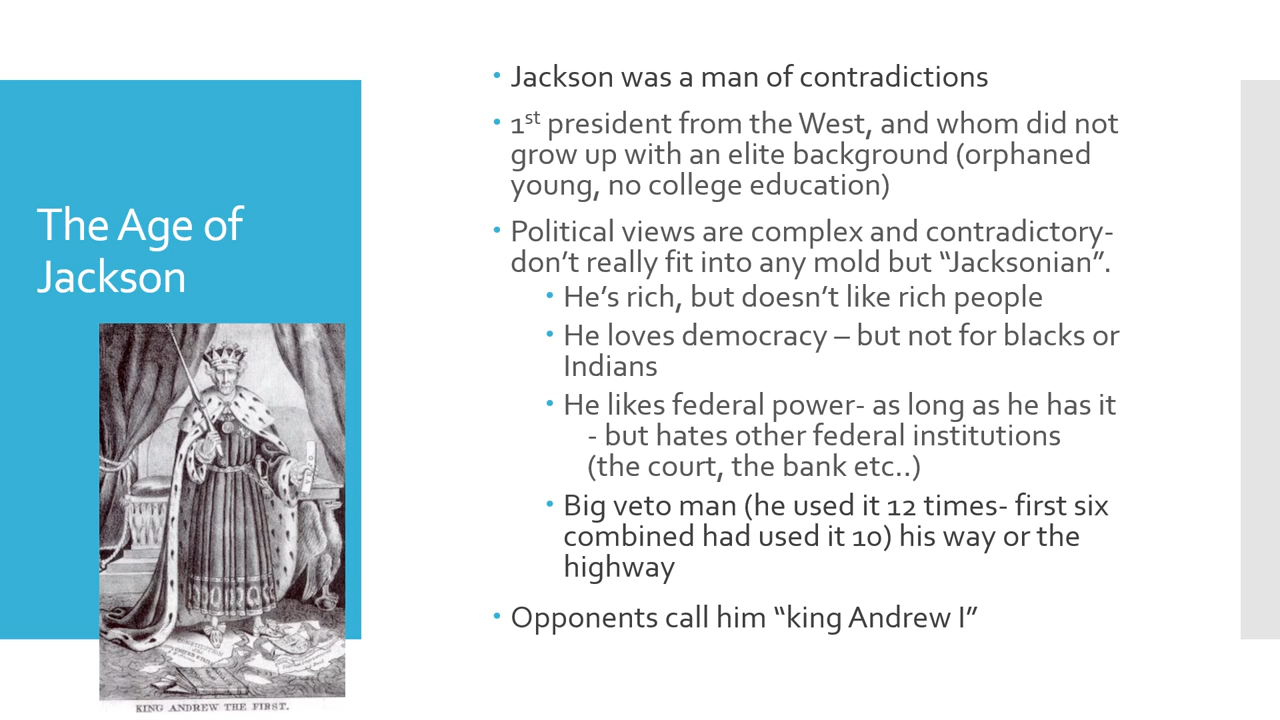 The Age of
Jackson
KING ANDREW THE FIRST.
• Jackson was a man of contradictions
• 1st president from the West, and whom did not
grow up with an elite background (orphaned
young, no college education)
• Political views are complex and contradictory-
don’t really fit into any mold but “Jacksonian”.
• He’s rich, but doesn’t like rich people
• He loves democracy – but not for blacks or
Indians
• He likes federal power- as long as he has it
- but hates other federal institutions
(the court, the bank etc..)
• Big veto man (he used it 12 times- first six
combined had used it 10) his way or the
highway
• Opponents call him “king Andrew I”